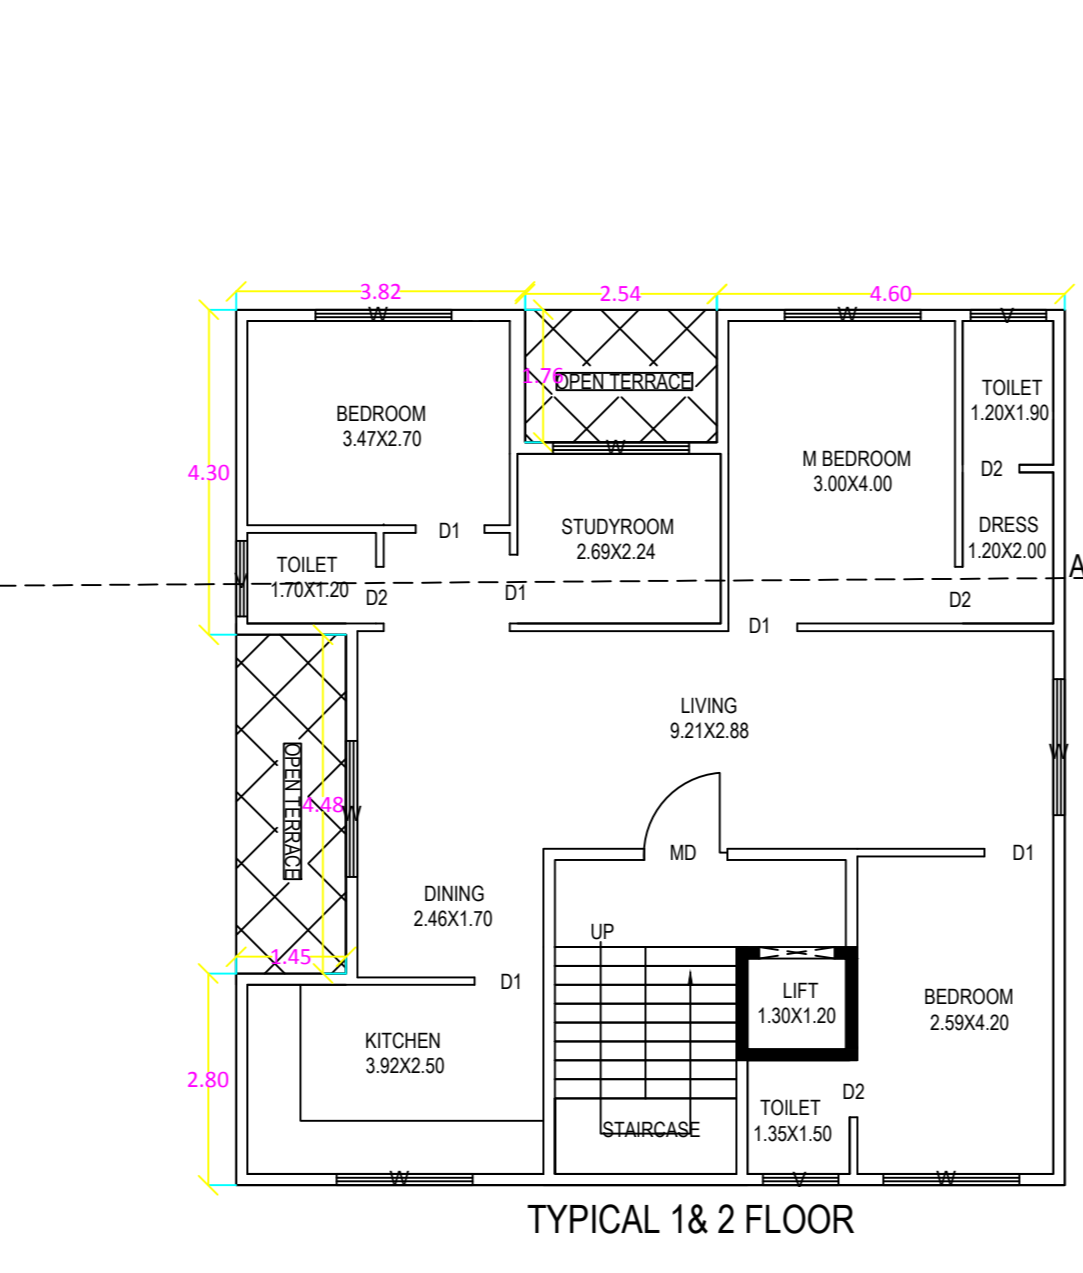 3.82
2.54
4.60
W
W
V
1.76
OPEN TERRACE
TOILET
1.20X1.90
BEDROOM
3.47X2.70
W
M BEDROOM
3.00X4.00
4.30
D2
D1
STUDYROOM
2.69X2.24
DRESS
1.20X2.00
TOILET
1.70X1.20
V
A
D2
D1
D2
D1
LIVING
9.21X2.88
W
OPEN TERRACE
4.48
W
MD
D1
DINING
2.46X1.70
UP
1.45
D1
LIFT
1.30X1.20
BEDROOM
2.59X4.20
KITCHEN
3.92X2.50
2.80
D2
TOILET
1.35X1.50
STAIRCASE
W
V
W
TYPICAL 1& 2 FLOOR